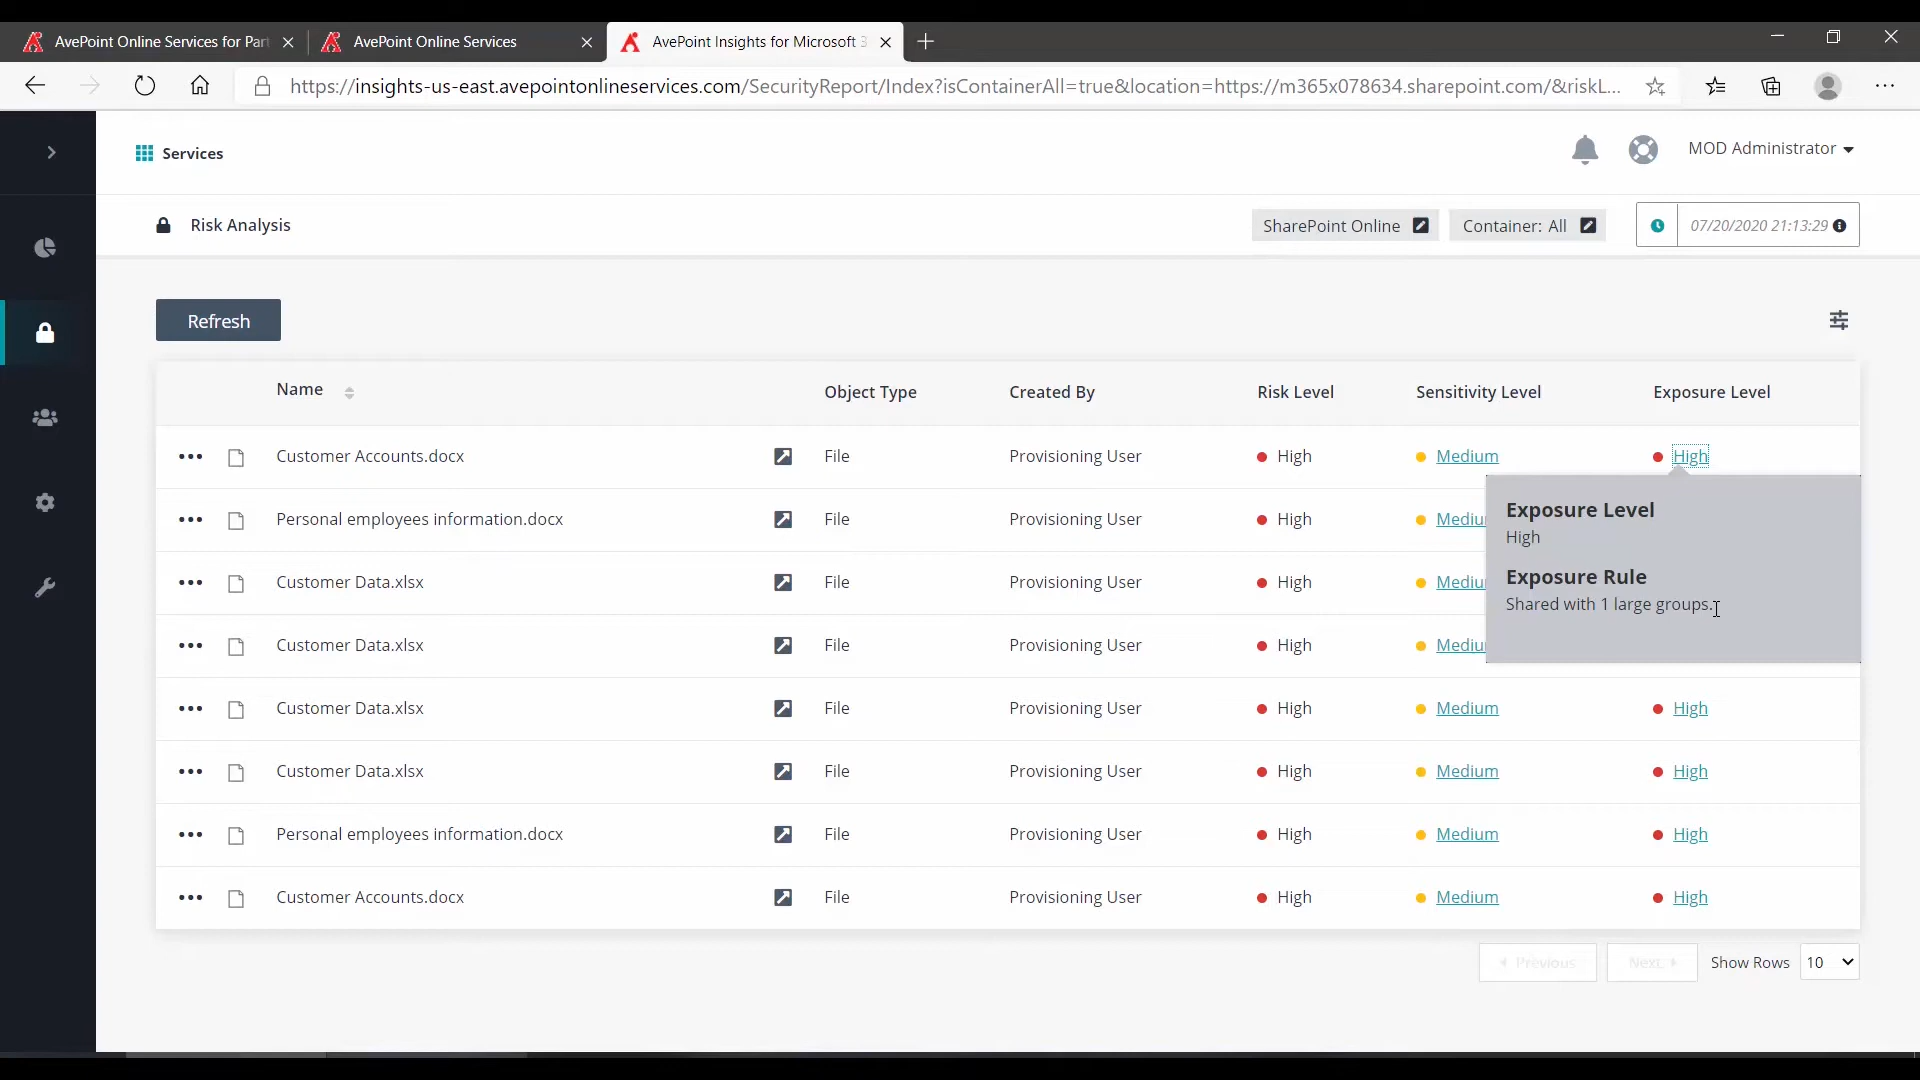 AvePoint Online Services for Part
AvePoint Online Services
AvePoint Insights for Microsoft 3
https://insights-us-east.avepointonlineservices.com/SecurityReport/Index?isContainerAll=true&location=https://m365x078634.sharepoint.com/&riskL...
Services
MOD Administrator
Risk Analysis
SharePoint Online
Container: All
07/20/2020 21:13:29
Refresh
Name Object Type Created By Risk Level Sensitivity Level Exposure Level
Customer Accounts.docx File Provisioning User High Medium High
Personal employees information.docx File Provisioning User High Mediu
Customer Data.xlsx File Provisioning User High Mediu
Customer Data.xlsx File Provisioning User High Mediu
Exposure Level
High
Exposure Rule
Shared with 1 large groups.
Customer Data.xlsx File Provisioning User High Medium High
Customer Data.xlsx File Provisioning User High Medium High
Personal employees information.docx File Provisioning User High Medium High
Customer Accounts.docx File Provisioning User High Medium High
Previous Next Show Rows 10